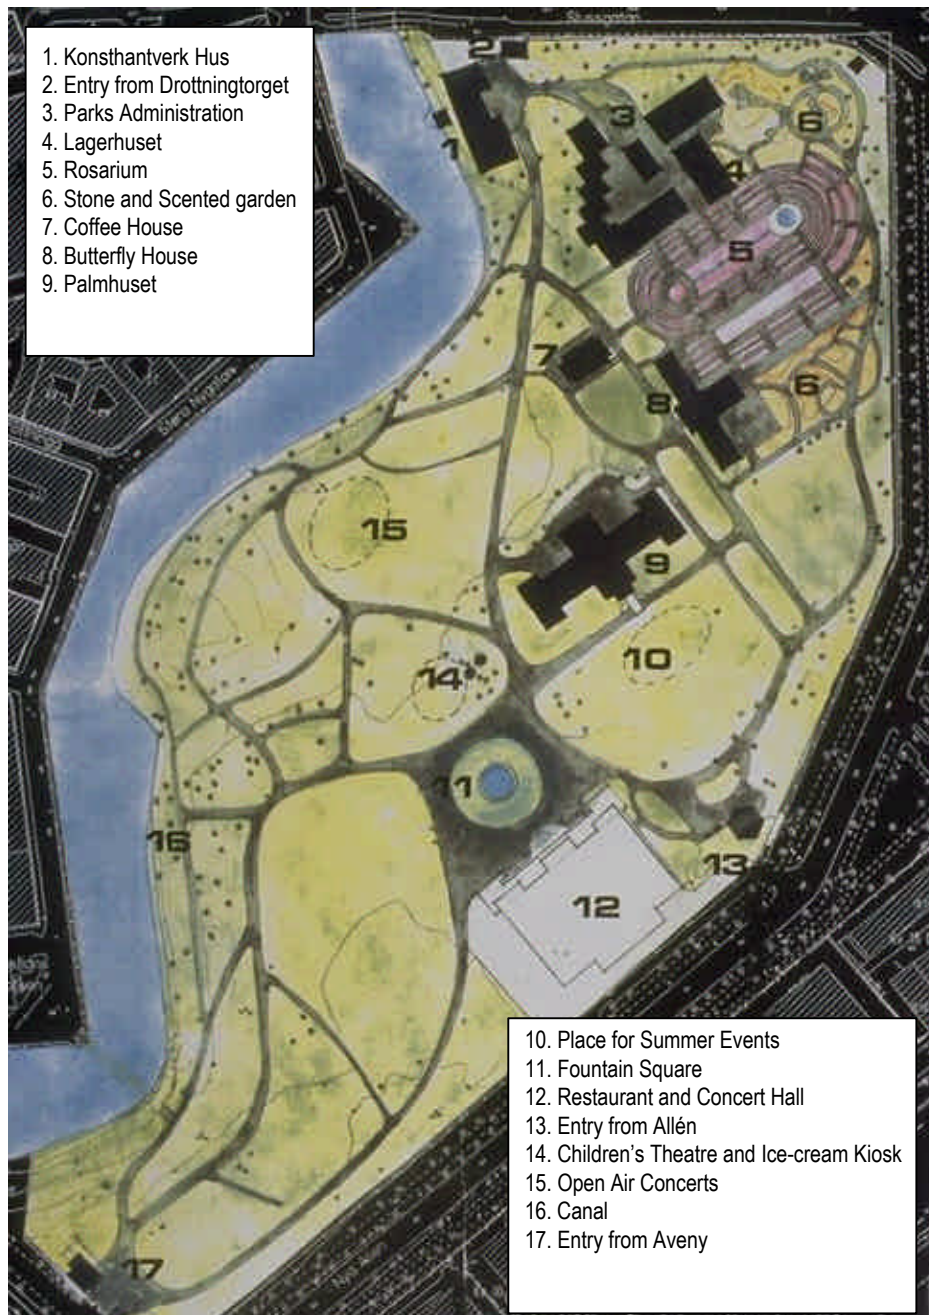 Slussgatan
1. Konsthantverk Hus
2. Entry from Drottningtorget
3. Parks Administration
4. Lagerhuset
5. Rosarium
6. Stone and Scented garden
7. Coffee House
8. Butterfly House
9. Palmhuset
2
3
6
1
4
5
7
6
8
Stora Nygatan
15
9
10
14
11
16
13
12
10. Place for Summer Events
11. Fountain Square
12. Restaurant and Concert Hall
13. Entry from Allén
14. Children’s Theatre and Ice-cream Kiosk
15. Open Air Concerts
16. Canal
17. Entry from Aveny
17